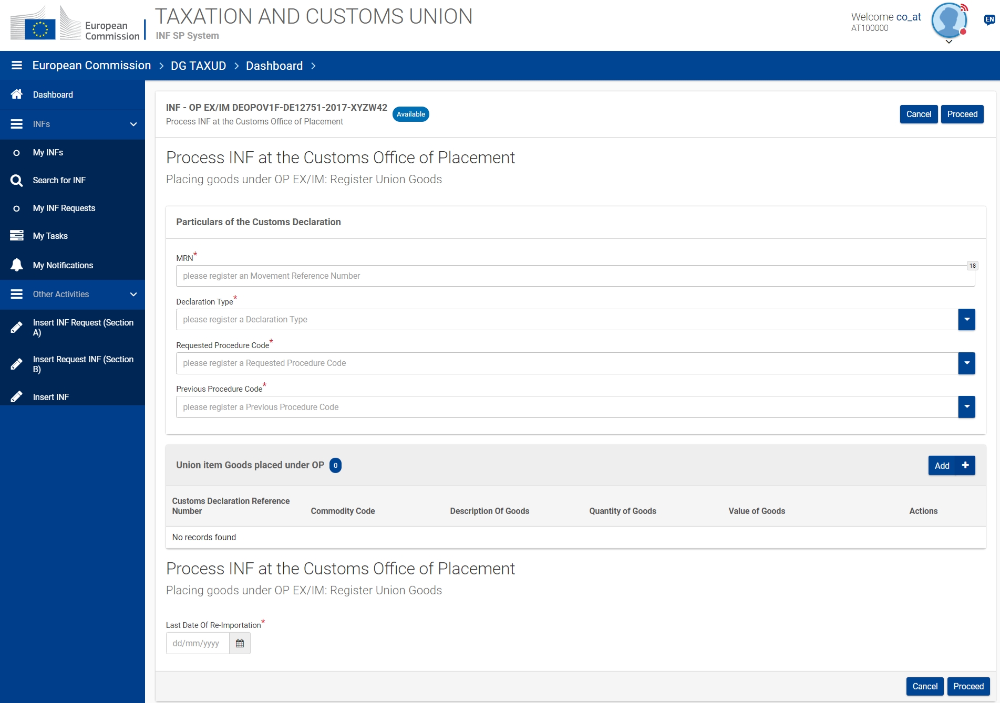 European
Commission
TAXATION AND CUSTOMS UNION
INF SP System
Welcome co_at
AT100000
EN
European Commission > DG TAXUD > Dashboard >
Dashboard
INFs
My INFs
Search for INF
My INF Requests
My Tasks
My Notifications
Other Activities
Insert INF Request (Section
A)
Insert Request INF (Section
B)
Insert INF
INF - OP EX/IM DEOPOV1F-DE12751-2017-XYZW42
Available
Process INF at the Customs Office of Placement
Cancel
Proceed
Process INF at the Customs Office of Placement
Placing goods under OP EX/IM: Register Union Goods
Particulars of the Customs Declaration
MRN*
18
please register an Movement Reference Number
Declaration Type*
please register a Declaration Type
Requested Procedure Code*
please register a Requested Procedure Code
Previous Procedure Code*
please register a Previous Procedure Code
Union item Goods placed under OP 0
Add +
Customs Declaration Reference
Number
Commodity Code
Description Of Goods
Quantity of Goods
Value of Goods
Actions
No records found
Process INF at the Customs Office of Placement
Placing goods under OP EX/IM: Register Union Goods
Last Date Of Re-Importation*
dd/mm/yyyy
Cancel
Proceed